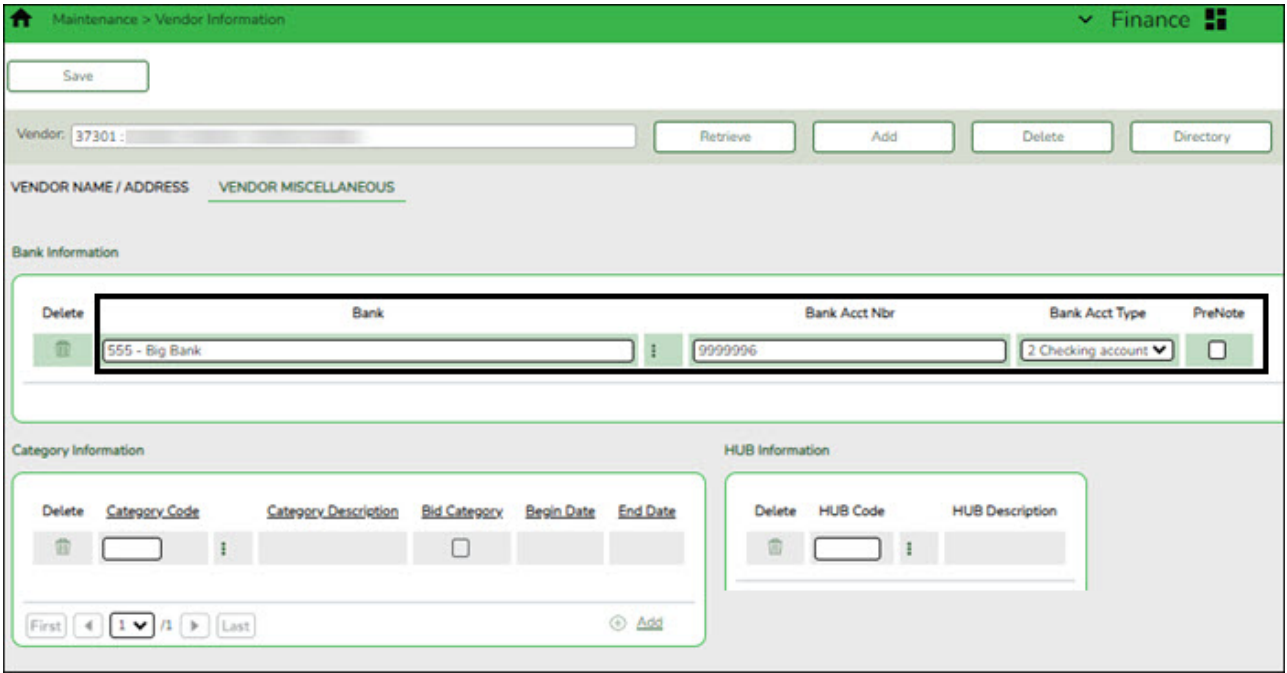 Maintenance > Vendor Information Finance
Save
Vendor: 37301 : Retrieve Add Delete Directory
VENDOR NAME / ADDRESS VENDOR MISCELLANEOUS
Bank Information
Delete Bank Bank Acct Nbr Bank Acct Type PreNote
555 - Big Bank 9999996 2 Checking account
Category Information HUB Information
Delete Category Code Category Description Bid Category Begin Date End Date Delete HUB Code HUB Description
First 1 /1 Last Add